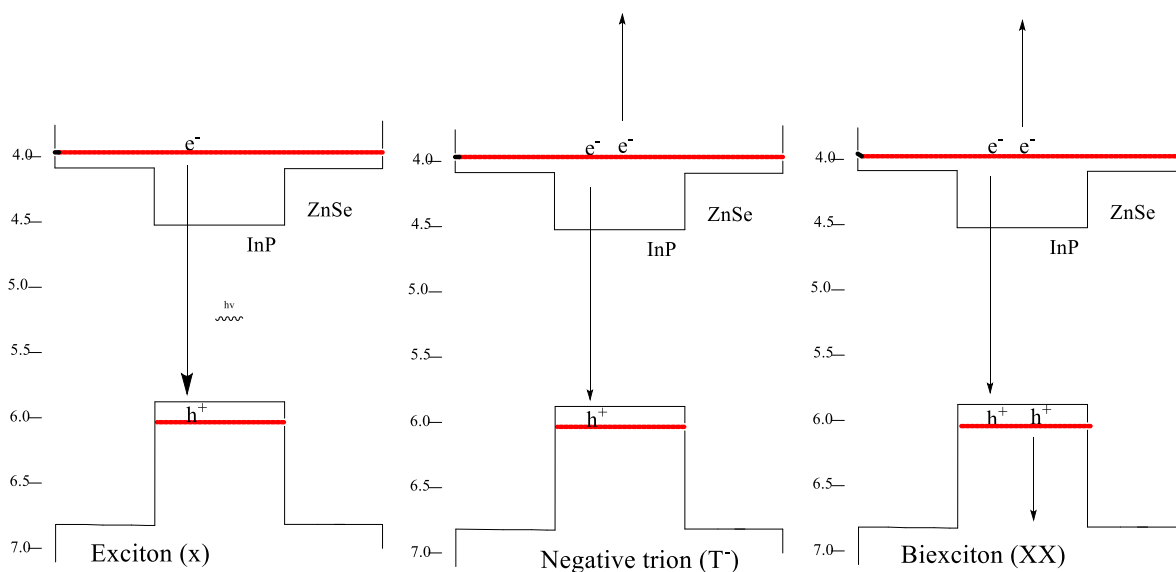 e⁻
4.0
ZnSe
4.5
InP
5.0
hv
5.5
h⁺
6.0
6.5
7.0
Exciton (x)
e⁻ e⁻
4.0
ZnSe
4.5
InP
5.0
5.5
h⁺
6.0
6.5
7.0
Negative trion (T⁻)
e⁻ e⁻
4.0
ZnSe
4.5
InP
5.0
5.5
h⁺ h⁺
6.0
6.5
7.0
Biexciton (XX)